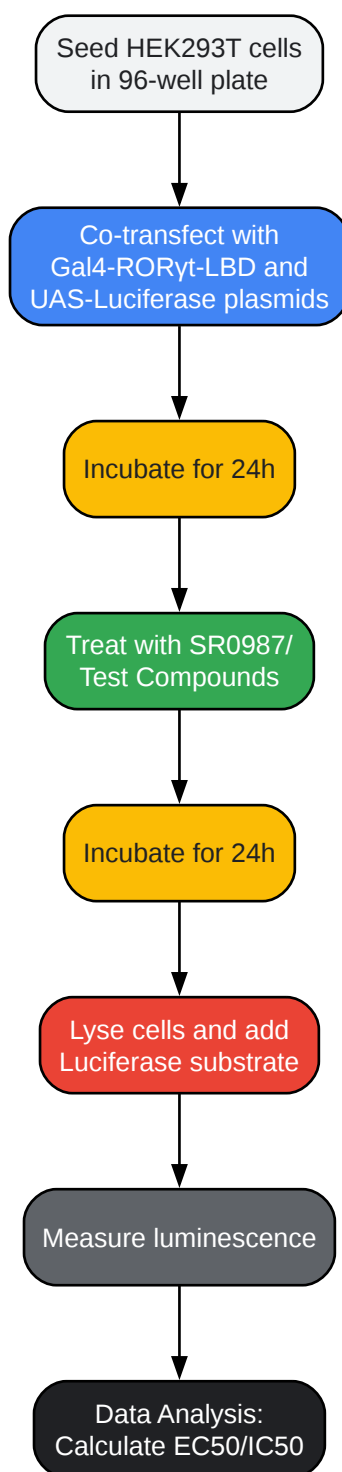 Seed HEK293T cells
in 96-well plate
Co-transfect with
Gal4-RORγt-LBD and
UAS-Luciferase plasmids
Incubate for 24h
Treat with SR0987/
Test Compounds
Incubate for 24h
Lyse cells and add
Luciferase substrate
Measure luminescence
Data Analysis:
Calculate EC50/IC50